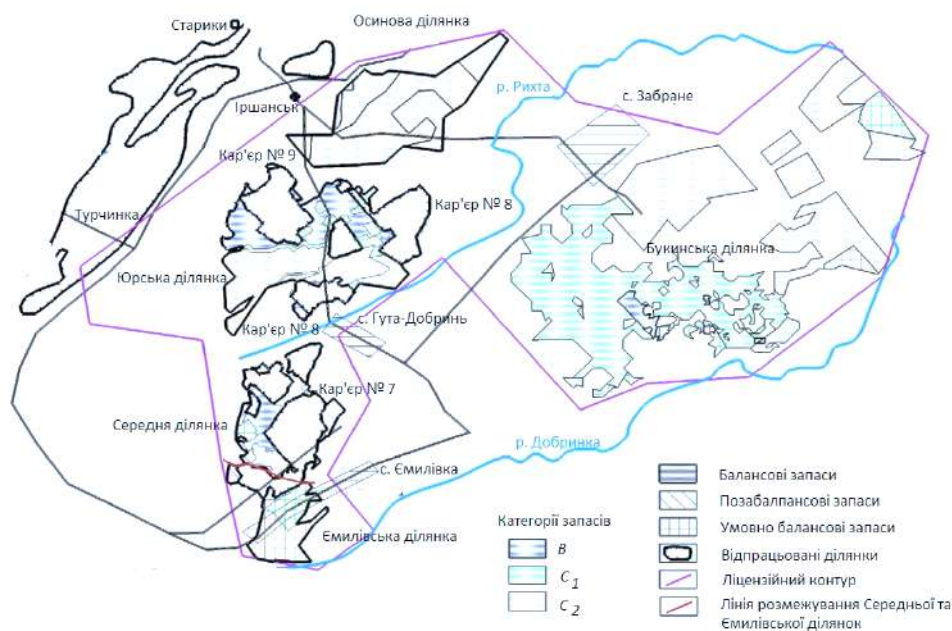 Осинова ділянка
Старики
р. Рихта
с. Забране
Іршанськ
Кар'єр № 9
Кар'єр № 8
Турчинка
Букинська ділянка
Юрська ділянка
с. Гута-Добринь
Кар'єр № 8
Кар'єр № 7
Середня ділянка
р. Добринка
с. Ємилівка
Ємилівська ділянка
Категорії запасів
B
C1
C2
Балансові запаси
Позабалпансові запаси
Умовно балансові запаси
Відпрацьовані ділянки
Ліцензійний контур
Лінія розмежування Середньої та
Ємилівської ділянок